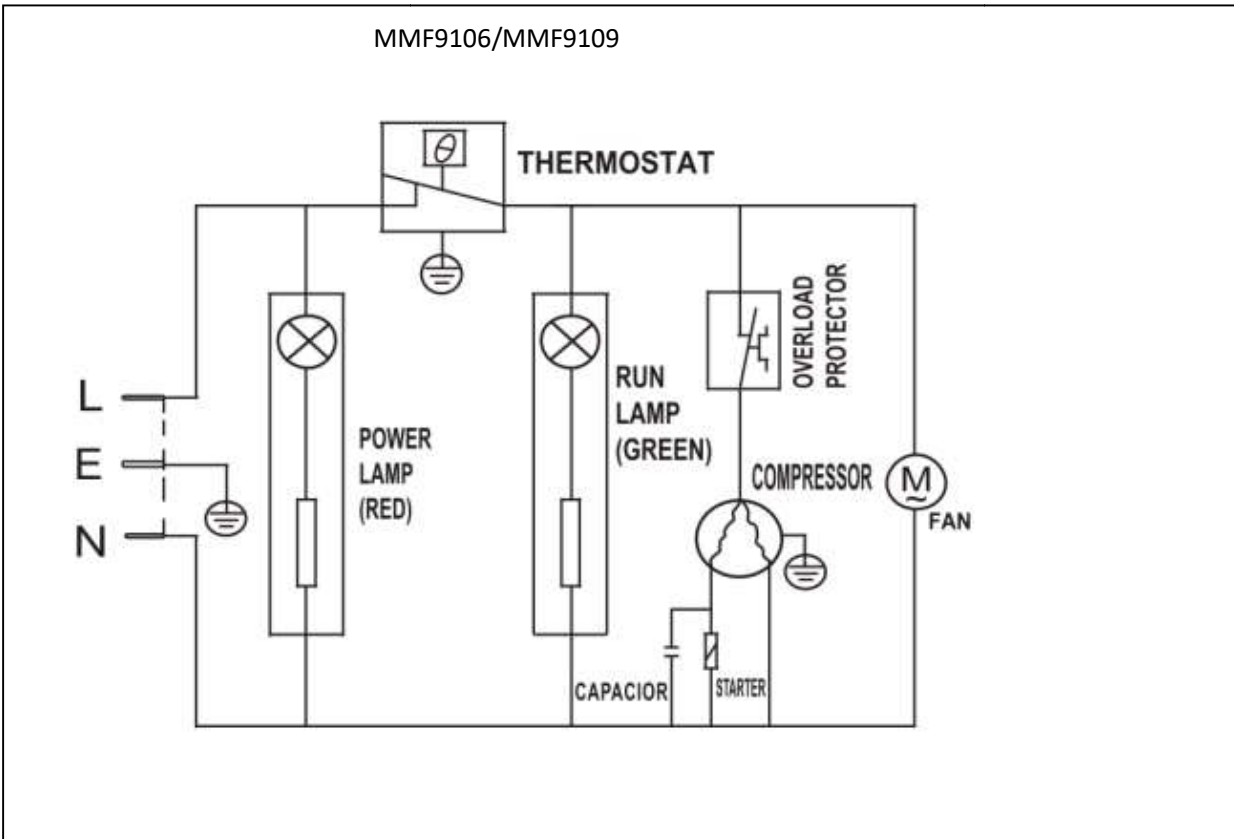 MMF9106/MMF9109
θ
THERMOSTAT
OVERLOAD
PROTECTOR
L
E
N
POWER
LAMP
(RED)
RUN
LAMP
(GREEN)
COMPRESSOR
M
~
FAN
CAPACIOR
STARTER